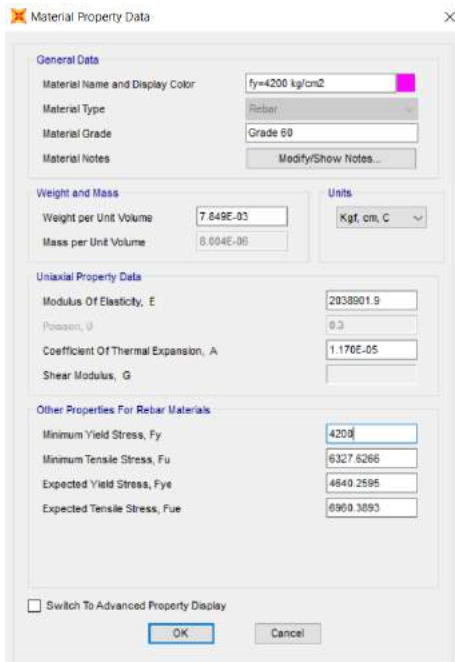 Material Property Data
General Data
Material Name and Display Color fy=4200 kg/cm2
Material Type Rebar
Material Grade Grade 60
Material Notes Modify/Show Notes...
Weight and Mass Units
Weight per Unit Volume 7.849E-03 Kgf, cm, C
Mass per Unit Volume 8.004E-06
Uniaxial Property Data
Modulus Of Elasticity, E 2038901.9
Poisson, U 0.3
Coefficient Of Thermal Expansion, A 1.170E-05
Shear Modulus, G
Other Properties For Rebar Materials
Minimum Yield Stress, Fy 4200
Minimum Tensile Stress, Fu 6327.6266
Expected Yield Stress, Fye 4640.2595
Expected Tensile Stress, Fue 6960.3893
Switch To Advanced Property Display
OK Cancel